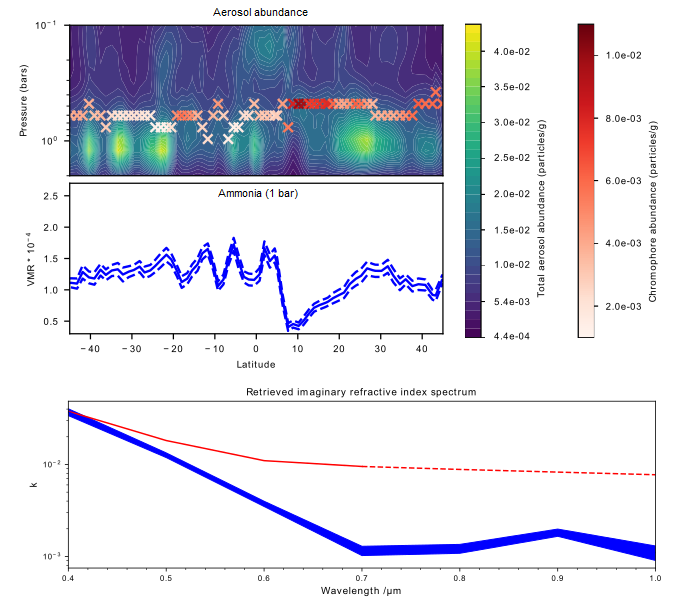 Aerosol abundance
Pressure (bars)
10⁻¹
10⁰
Ammonia (1 bar)
VMR * 10⁻⁴
2.5
2.0
1.5
1.0
0.5
−40 −30 −20 −10 0 10 20 30 40
Latitude
4.0e-02
3.5e-02
3.0e-02
2.5e-02
2.0e-02
1.5e-02
1.0e-02
5.4e-03
4.4e-04
Total aerosol abundance (particles/g)
1.0e-02
8.0e-03
6.0e-03
4.0e-03
2.0e-03
Chromophore abundance (particles/g)
Retrieved imaginary refractive index spectrum
k
10⁻²
10⁻³
0.4 0.5 0.6 0.7 0.8 0.9 1.0
Wavelength /μm